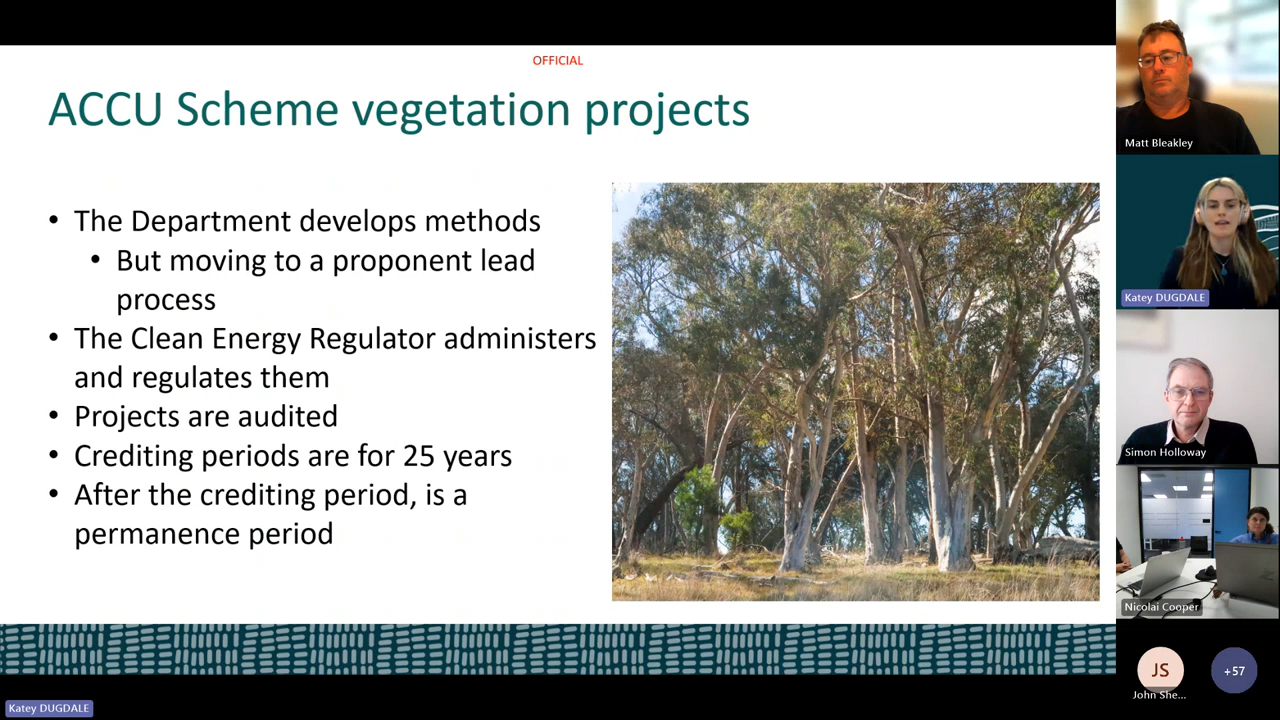 OFFICIAL
ACCU Scheme vegetation projects
• The Department develops methods
• But moving to a proponent lead
process
• The Clean Energy Regulator administers
and regulates them
• Projects are audited
• Crediting periods are for 25 years
• After the crediting period, is a
permanence period
Matt Bleakley
Katey DUGDALE
Simon Holloway
Nicolai Cooper
JS
John She...
+57
Katey DUGDALE